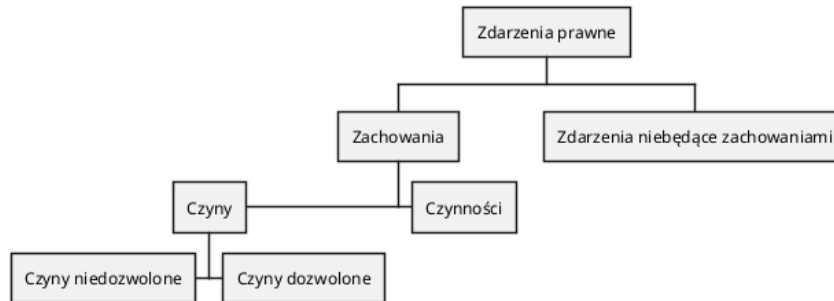 Zdarzenia prawne
Zachowania
Zdarzenia niebędące zachowaniami
Czyny
Czynności
Czyny niedozwolone
Czyny dozwolone